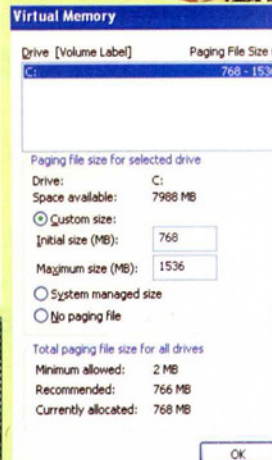 Virtual Memory
Drive [Volume Label] Paging File Size
C: 768 - 1536
Paging file size for selected drive
Drive: C:
Space available: 7988 MB
Custom size:
Initial size (MB): 768
Maximum size (MB): 1536
System managed size
No paging file
Total paging file size for all drives
Minimum allowed: 2 MB
Recommended: 766 MB
Currently allocated: 768 MB
OK